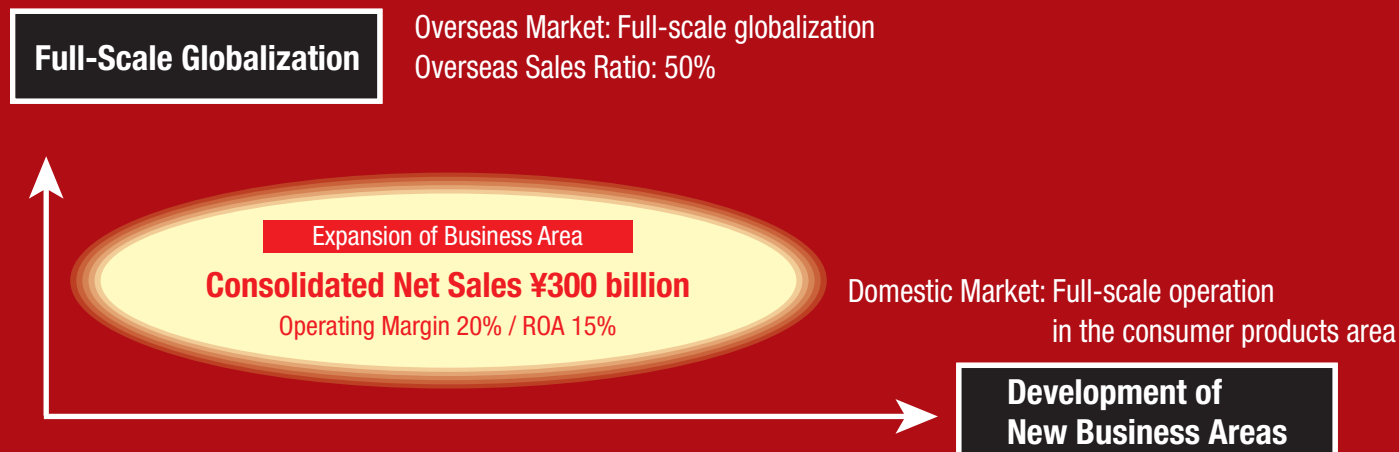 Full-Scale Globalization
Overseas Market: Full-scale globalization
Overseas Sales Ratio: 50%
Expansion of Business Area
Consolidated Net Sales ¥300 billion
Operating Margin 20% / ROA 15%
Domestic Market: Full-scale operation
in the consumer products area
Development of
New Business Areas